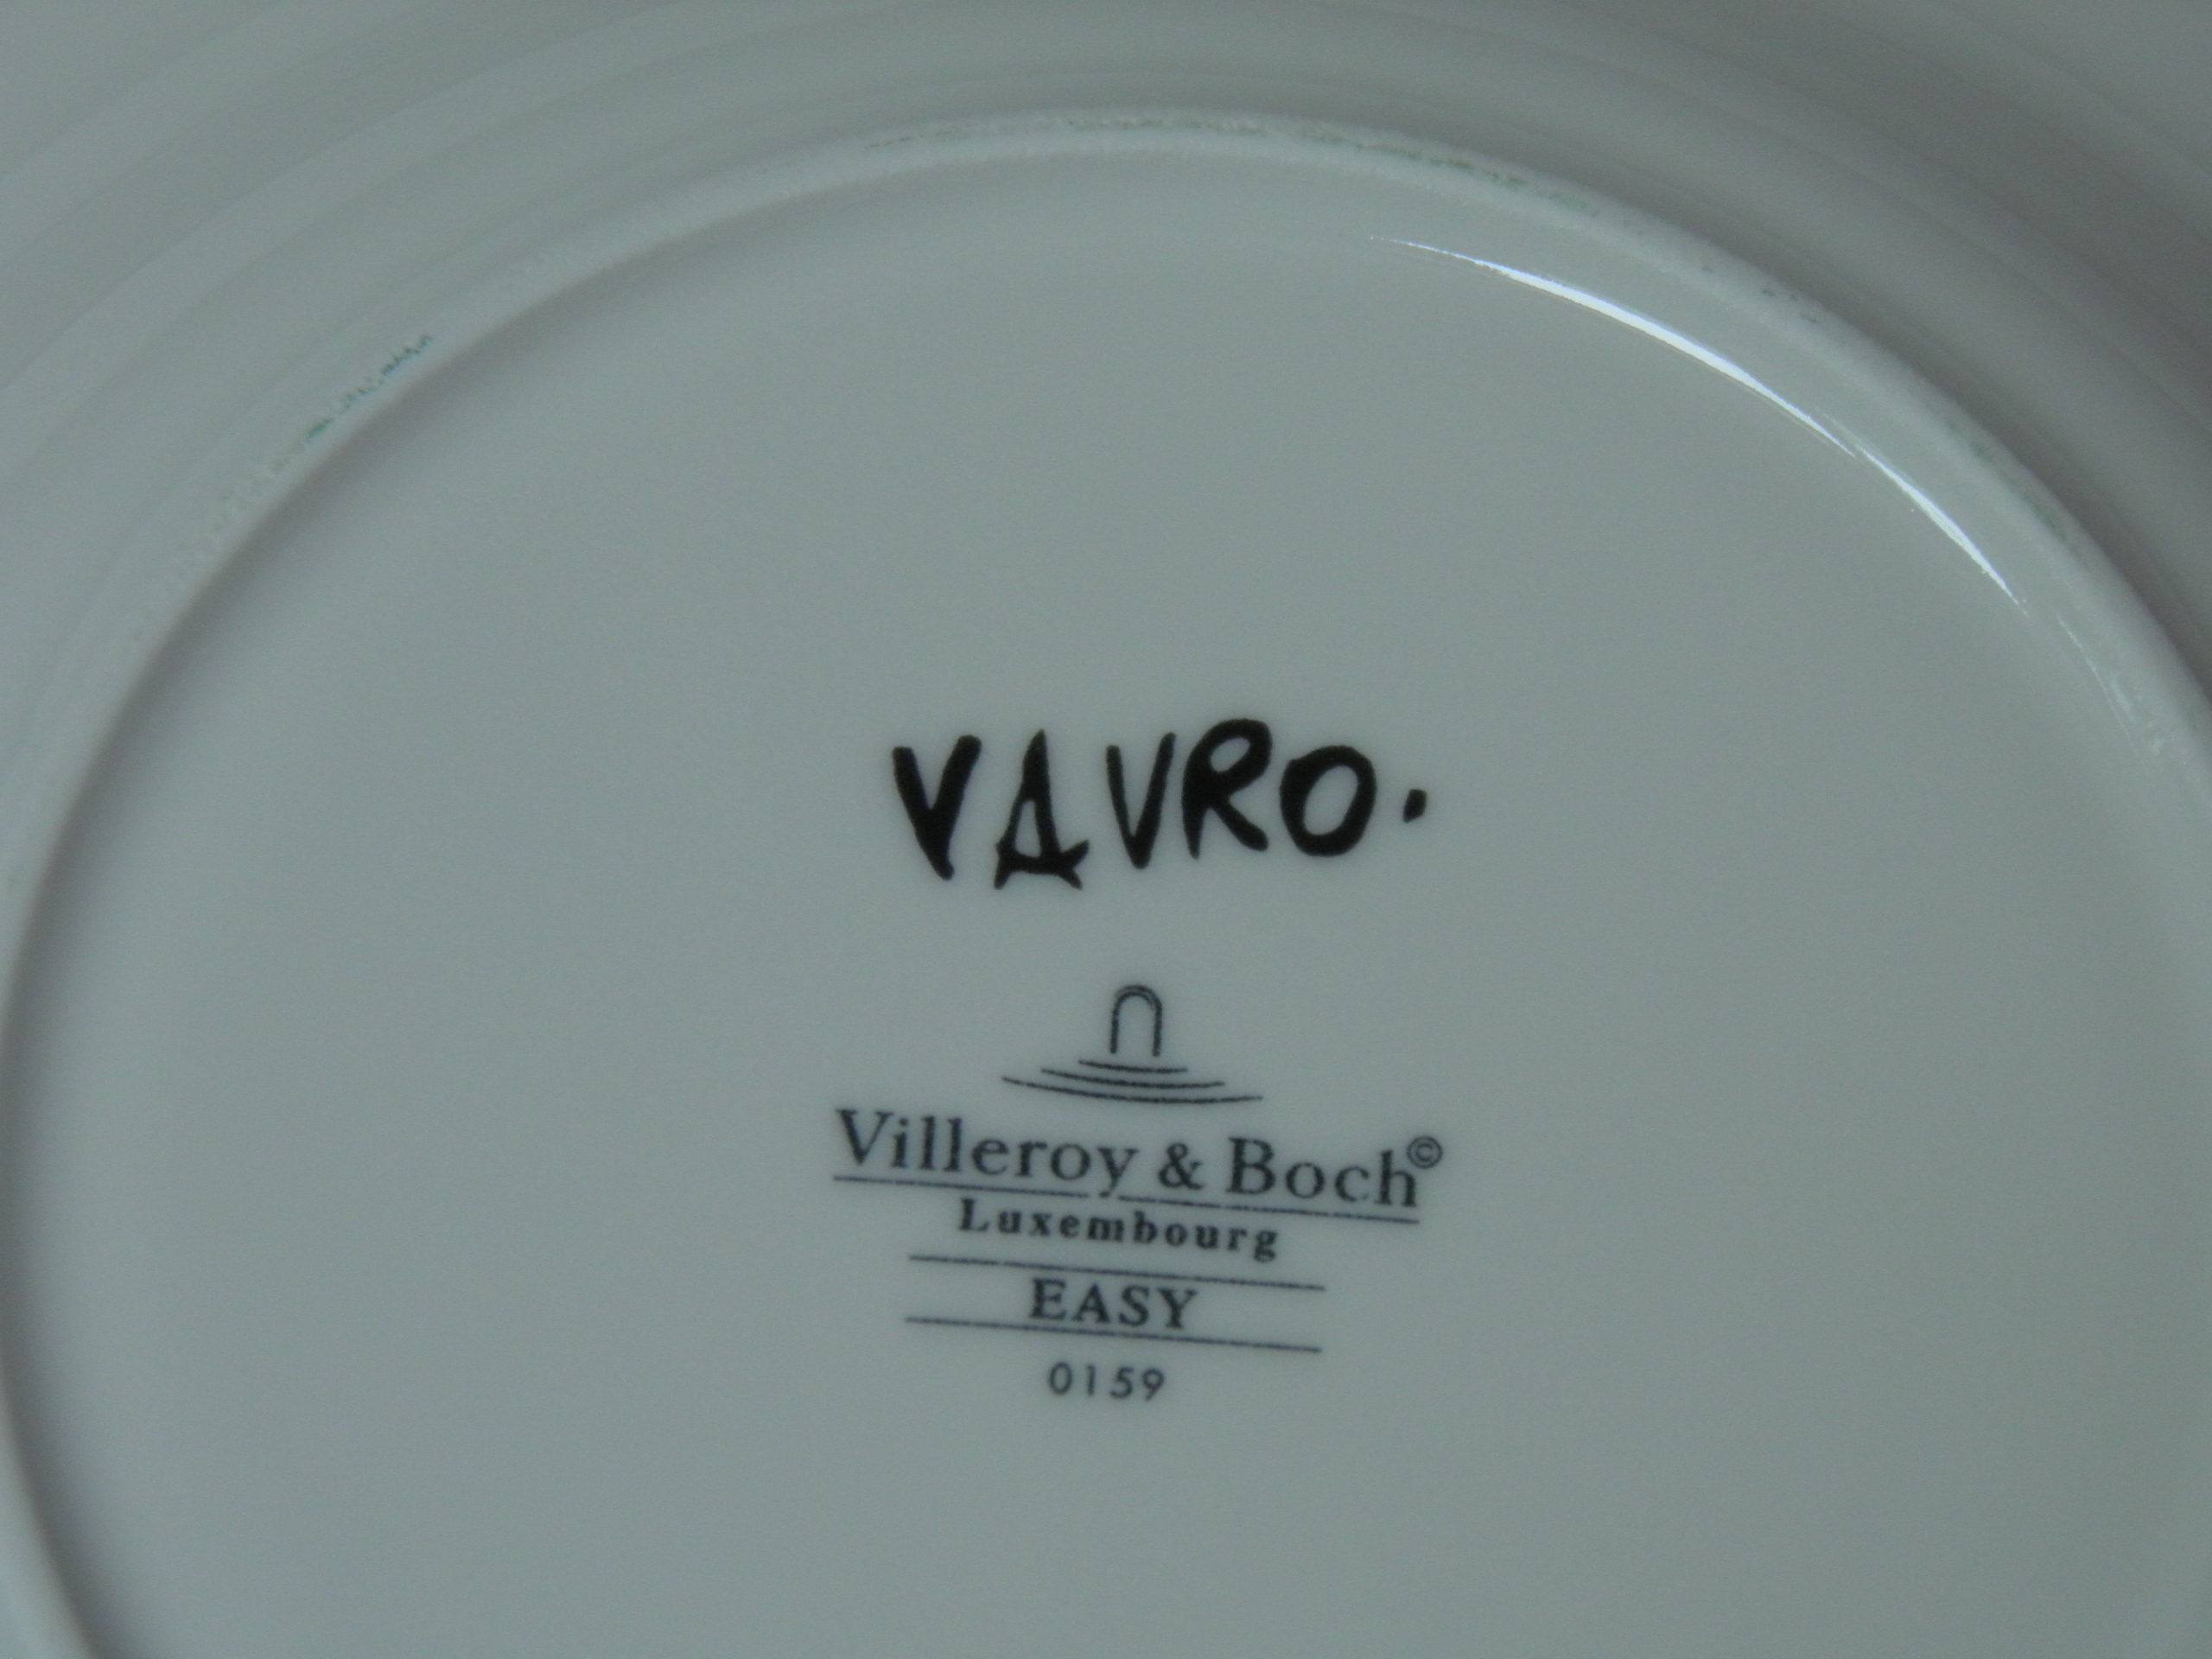 VAVRO.
Villeroy & Boch©
Luxembourg
EASY
0159